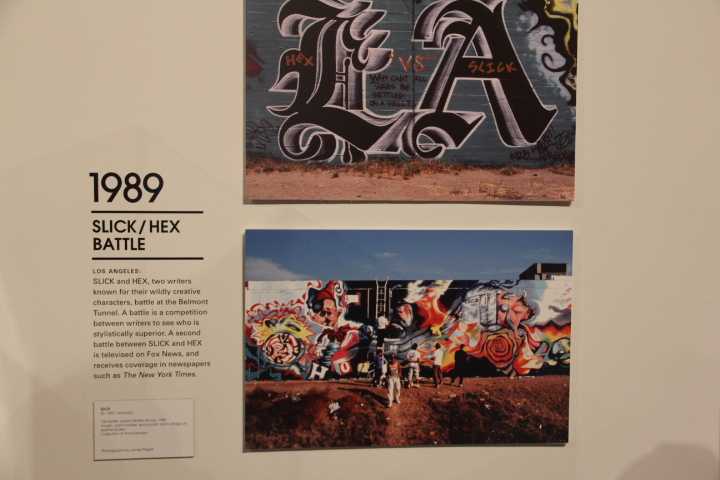 HEX "VS" SLICK
WHY CANT ALL
WARS BE
SETTLED
ON A WALL?
1989
SLICK/HEX
BATTLE
LOS ANGELES:
SLICK and HEX, two writers
known for their wildly creative
characters, battle at the Belmont
Tunnel. A battle is a competition
between writers to see who is
stylistically superior. A second
battle between SLICK and HEX
is televised on Fox News, and
receives coverage in newspapers
such as The New York Times.
SLICK